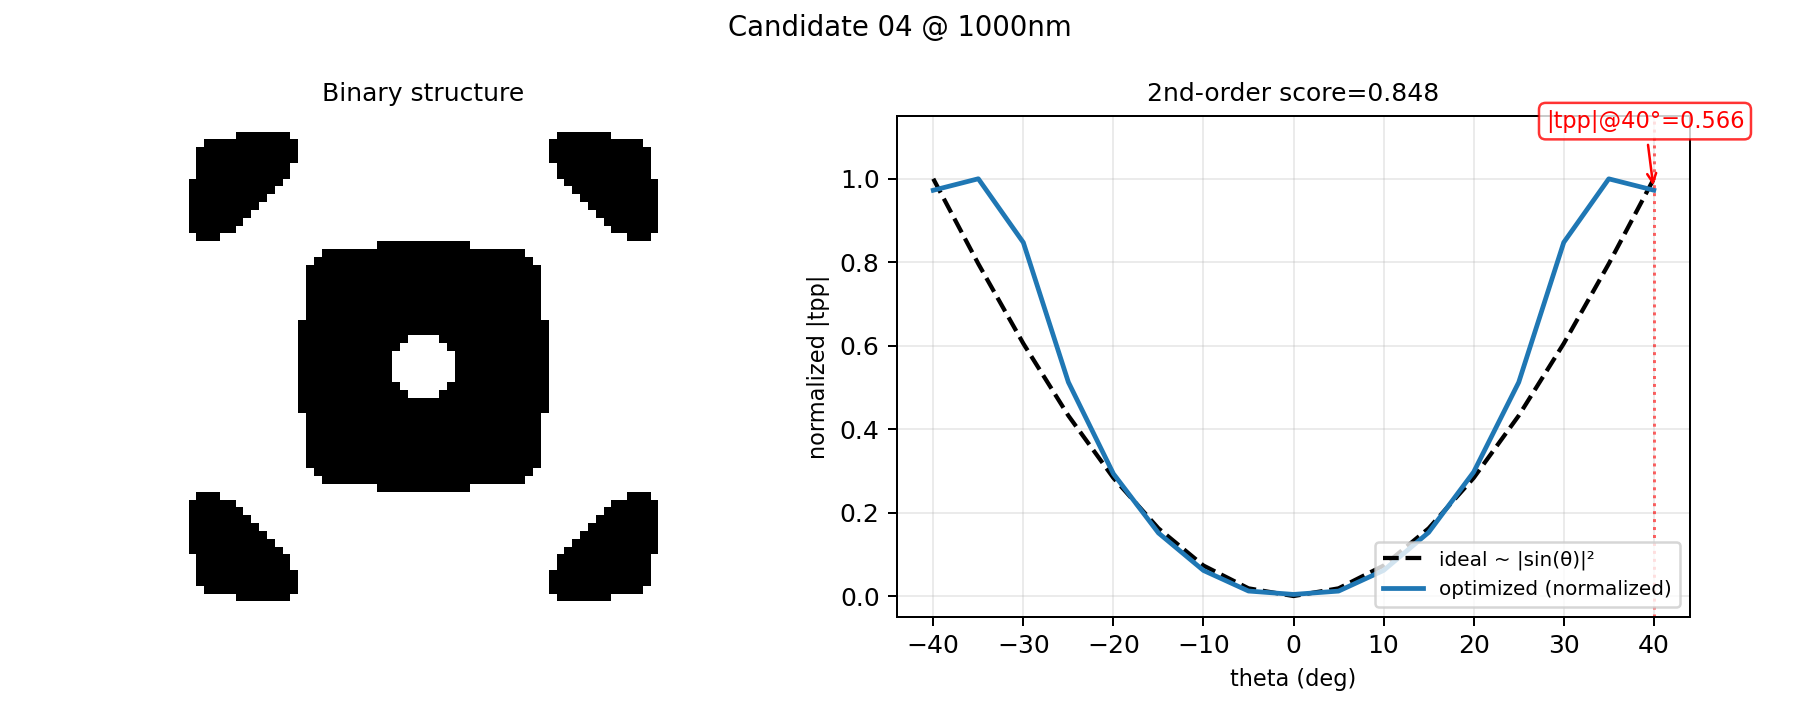 Candidate 04 @ 1000nm
Binary structure
2nd-order score=0.848
|tpp|@40°=0.566
normalized |tpp|
1.0
0.8
0.6
0.4
0.2
0.0
ideal ~ |sin(θ)|²
optimized (normalized)
−40
−30
−20
−10
0
10
20
30
40
theta (deg)